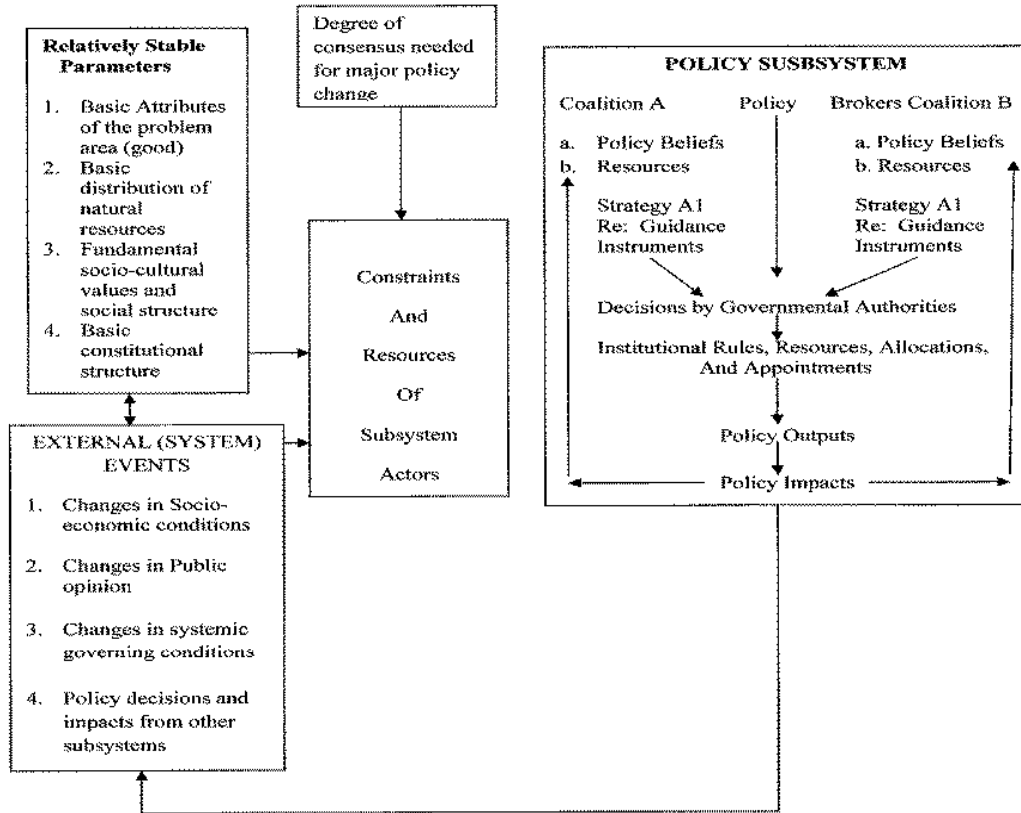 Relatively Stable
Parameters
1. Basic Attributes
of the problem
area (good)
2. Basic
distribution of
natural
resources
3. Fundamental
socio-cultural
values and
social structure
4. Basic
constitutional
structure
EXTERNAL (SYSTEM)
EVENTS
1. Changes in Socio-
economic conditions
2. Changes in Public
opinion
3. Changes in systemic
governing conditions
4. Policy decisions and
impacts from other
subsystems
Degree of
consensus needed
for major policy
change
Constraints
And
Resources
Of
Subsystem
Actors
POLICY SUSBSYSTEM
Coalition A Policy Brokers Coalition B
a. Policy Beliefs
b. Resources
Strategy A1
Re: Guidance
Instruments
a. Policy Beliefs
b. Resources
Strategy A1
Re: Guidance
Instruments
Decisions by Governmental Authorities
Institutional Rules, Resources, Allocations,
And Appointments
Policy Outputs
Policy Impacts